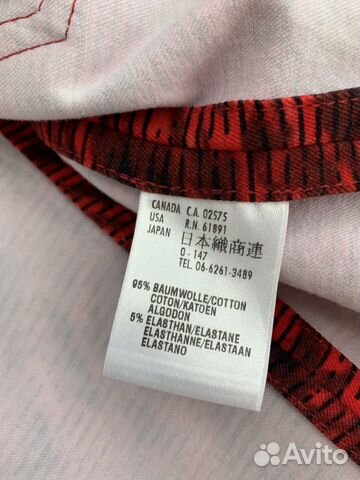 CANADA C.A. 02575
USA R.N. 61891
JAPAN 日本織商連
O - 147
TEL. 06-6261-3489
95% BAUMWOLLE/COTTON
COTON/KATOEN
ALGODON
5% ELASTHAN/ELASTANE
ELASTHANNE/ELASTAAN
ELASTANO
Avito